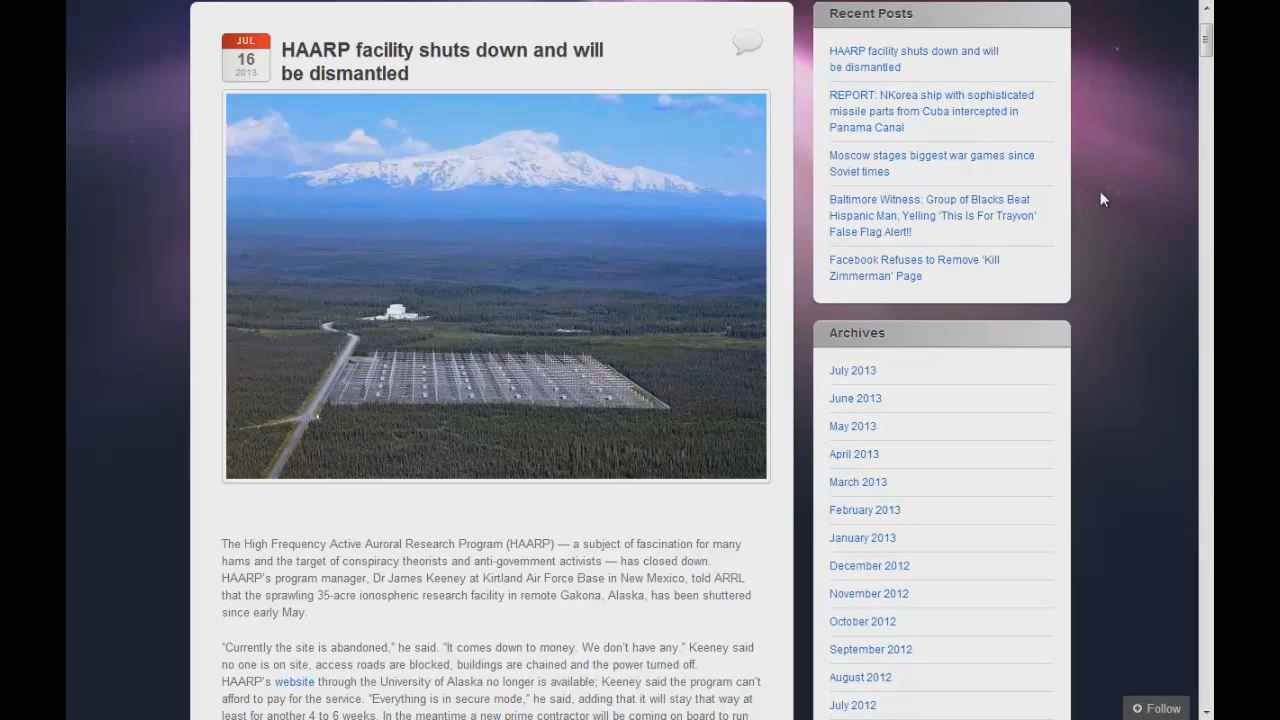 JUL
16
2013
HAARP facility shuts down and will
be dismantled
The High Frequency Active Auroral Research Program (HAARP) — a subject of fascination for many
hams and the target of conspiracy theorists and anti-government activists — has closed down.
HAARP's program manager, Dr James Keeney at Kirtland Air Force Base in New Mexico, told ARRL
that the sprawling 35-acre ionospheric research facility in remote Gakona, Alaska, has been shuttered
since early May.
"Currently the site is abandoned," he said. "It comes down to money. We don't have any." Keeney said
no one is on site, access roads are blocked, buildings are chained and the power turned off.
HAARP's website through the University of Alaska no longer is available; Keeney said the program can't
afford to pay for the service. "Everything is in secure mode," he said, adding that it will stay that way at
least for another 4 to 6 weeks. In the meantime a new prime contractor will be coming on board to run
Recent Posts
HAARP facility shuts down and will
be dismantled
REPORT: NKorea ship with sophisticated
missile parts from Cuba intercepted in
Panama Canal
Moscow stages biggest war games since
Soviet times
Baltimore Witness: Group of Blacks Beat
Hispanic Man, Yelling 'This Is For Trayvon'
False Flag Alert!!
Facebook Refuses to Remove 'Kill
Zimmerman' Page
Archives
July 2013
June 2013
May 2013
April 2013
March 2013
February 2013
January 2013
December 2012
November 2012
October 2012
September 2012
August 2012
July 2012
Follow